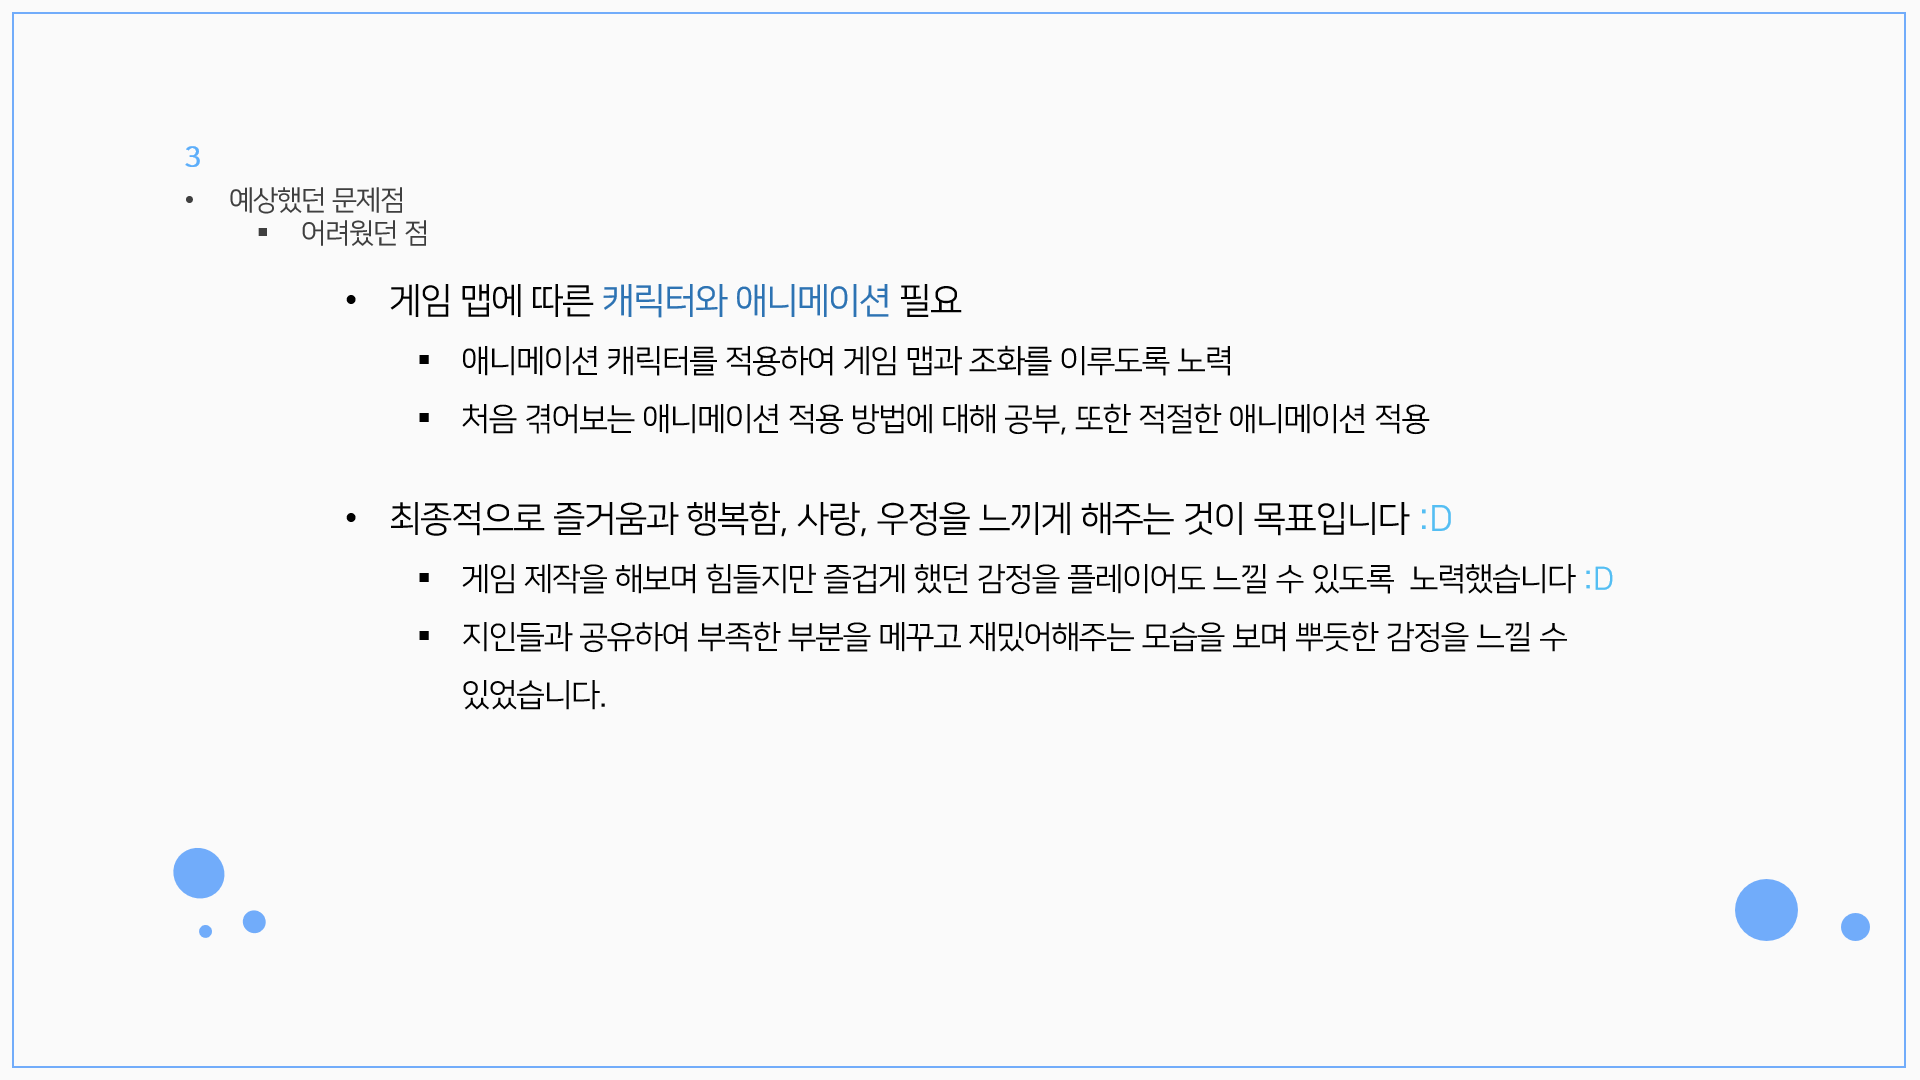 3
• 예상했던 문제점
▪ 어려웠던 점
• 게임 맵에 따른 캐릭터와 애니메이션 필요
▪ 애니메이션 캐릭터를 적용하여 게임 맵과 조화를 이루도록 노력
▪ 처음 겪어보는 애니메이션 적용 방법에 대해 공부, 또한 적절한 애니메이션 적용
• 최종적으로 즐거움과 행복함, 사랑, 우정을 느끼게 해주는 것이 목표입니다 :D
▪ 게임 제작을 해보며 힘들지만 즐겁게 했던 감정을 플레이어도 느낄 수 있도록  노력했습니다 :D
▪ 지인들과 공유하여 부족한 부분을 메꾸고 재밌어해주는 모습을 보며 뿌듯한 감정을 느낄 수
있었습니다.